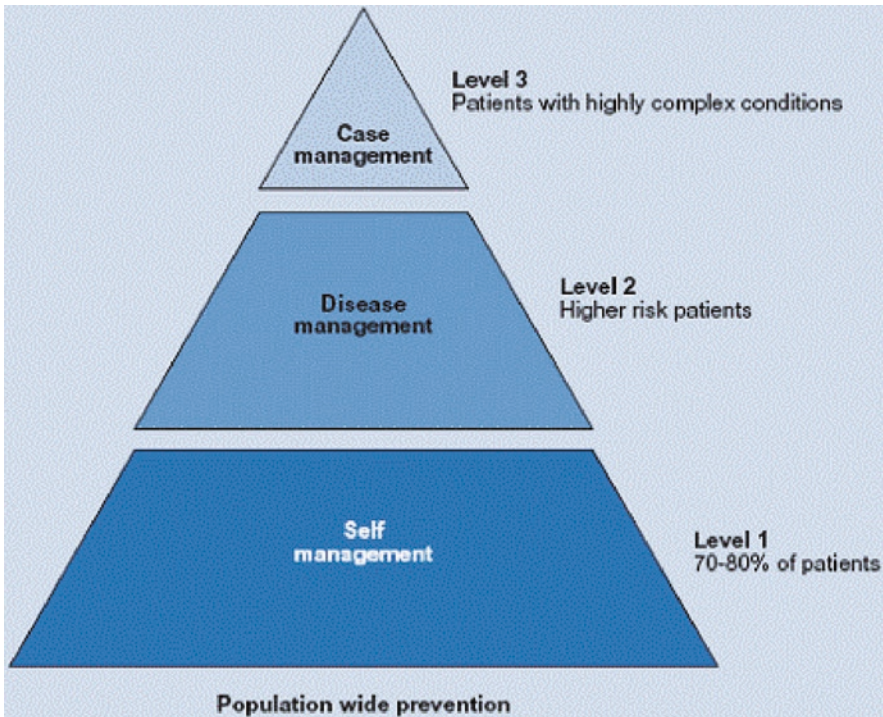 Level 3
Patients with highly complex conditions
Case
management
Level 2
Higher risk patients
Disease
management
Self
management
Level 1
70-80% of patients
Population wide prevention